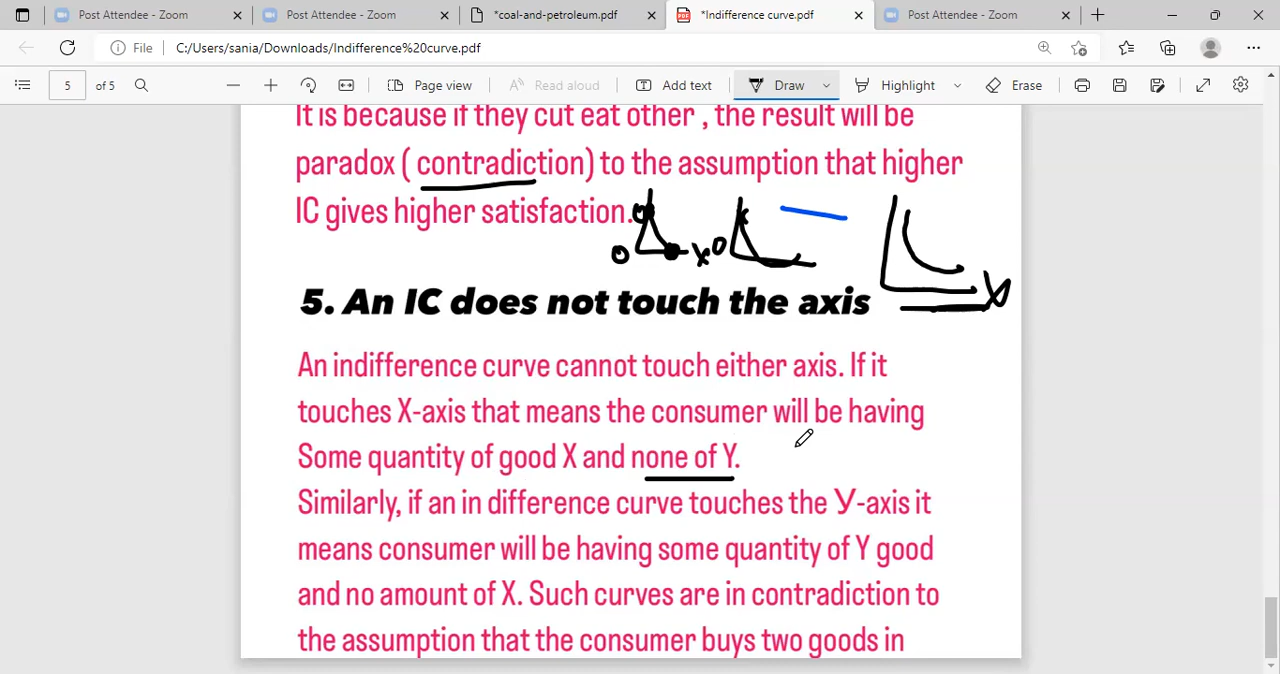 Post Attendee - Zoom
Post Attendee - Zoom
*coal-and-petroleum.pdf
*Indifference curve.pdf
Post Attendee - Zoom
File
C:/Users/sania/Downloads/Indifference%20curve.pdf
5 of 5
Page view
Read aloud
Add text
Draw
Highlight
Erase
It is because if they cut eat other , the result will be
paradox ( contradiction) to the assumption that higher
IC gives higher satisfaction.
O X O X
5. An IC does not touch the axis
An indifference curve cannot touch either axis. If it
touches X-axis that means the consumer will be having
Some quantity of good X and none of Y.
Similarly, if an in difference curve touches the Y-axis it
means consumer will be having some quantity of Y good
and no amount of X. Such curves are in contradiction to
the assumption that the consumer buys two goods in